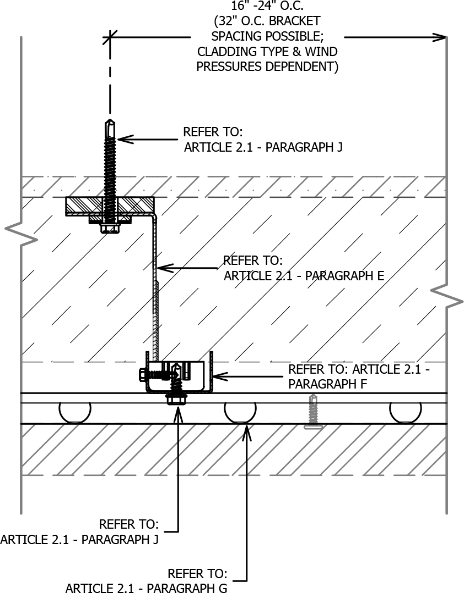 16" -24" O.C.
(32" O.C. BRACKET
SPACING POSSIBLE;
CLADDING TYPE & WIND
PRESSURES DEPENDENT)
REFER TO:
ARTICLE 2.1 - PARAGRAPH J
REFER TO:
ARTICLE 2.1 - PARAGRAPH E
REFER TO: ARTICLE 2.1 -
PARAGRAPH F
REFER TO:
ARTICLE 2.1 - PARAGRAPH J
REFER TO:
ARTICLE 2.1 - PARAGRAPH G